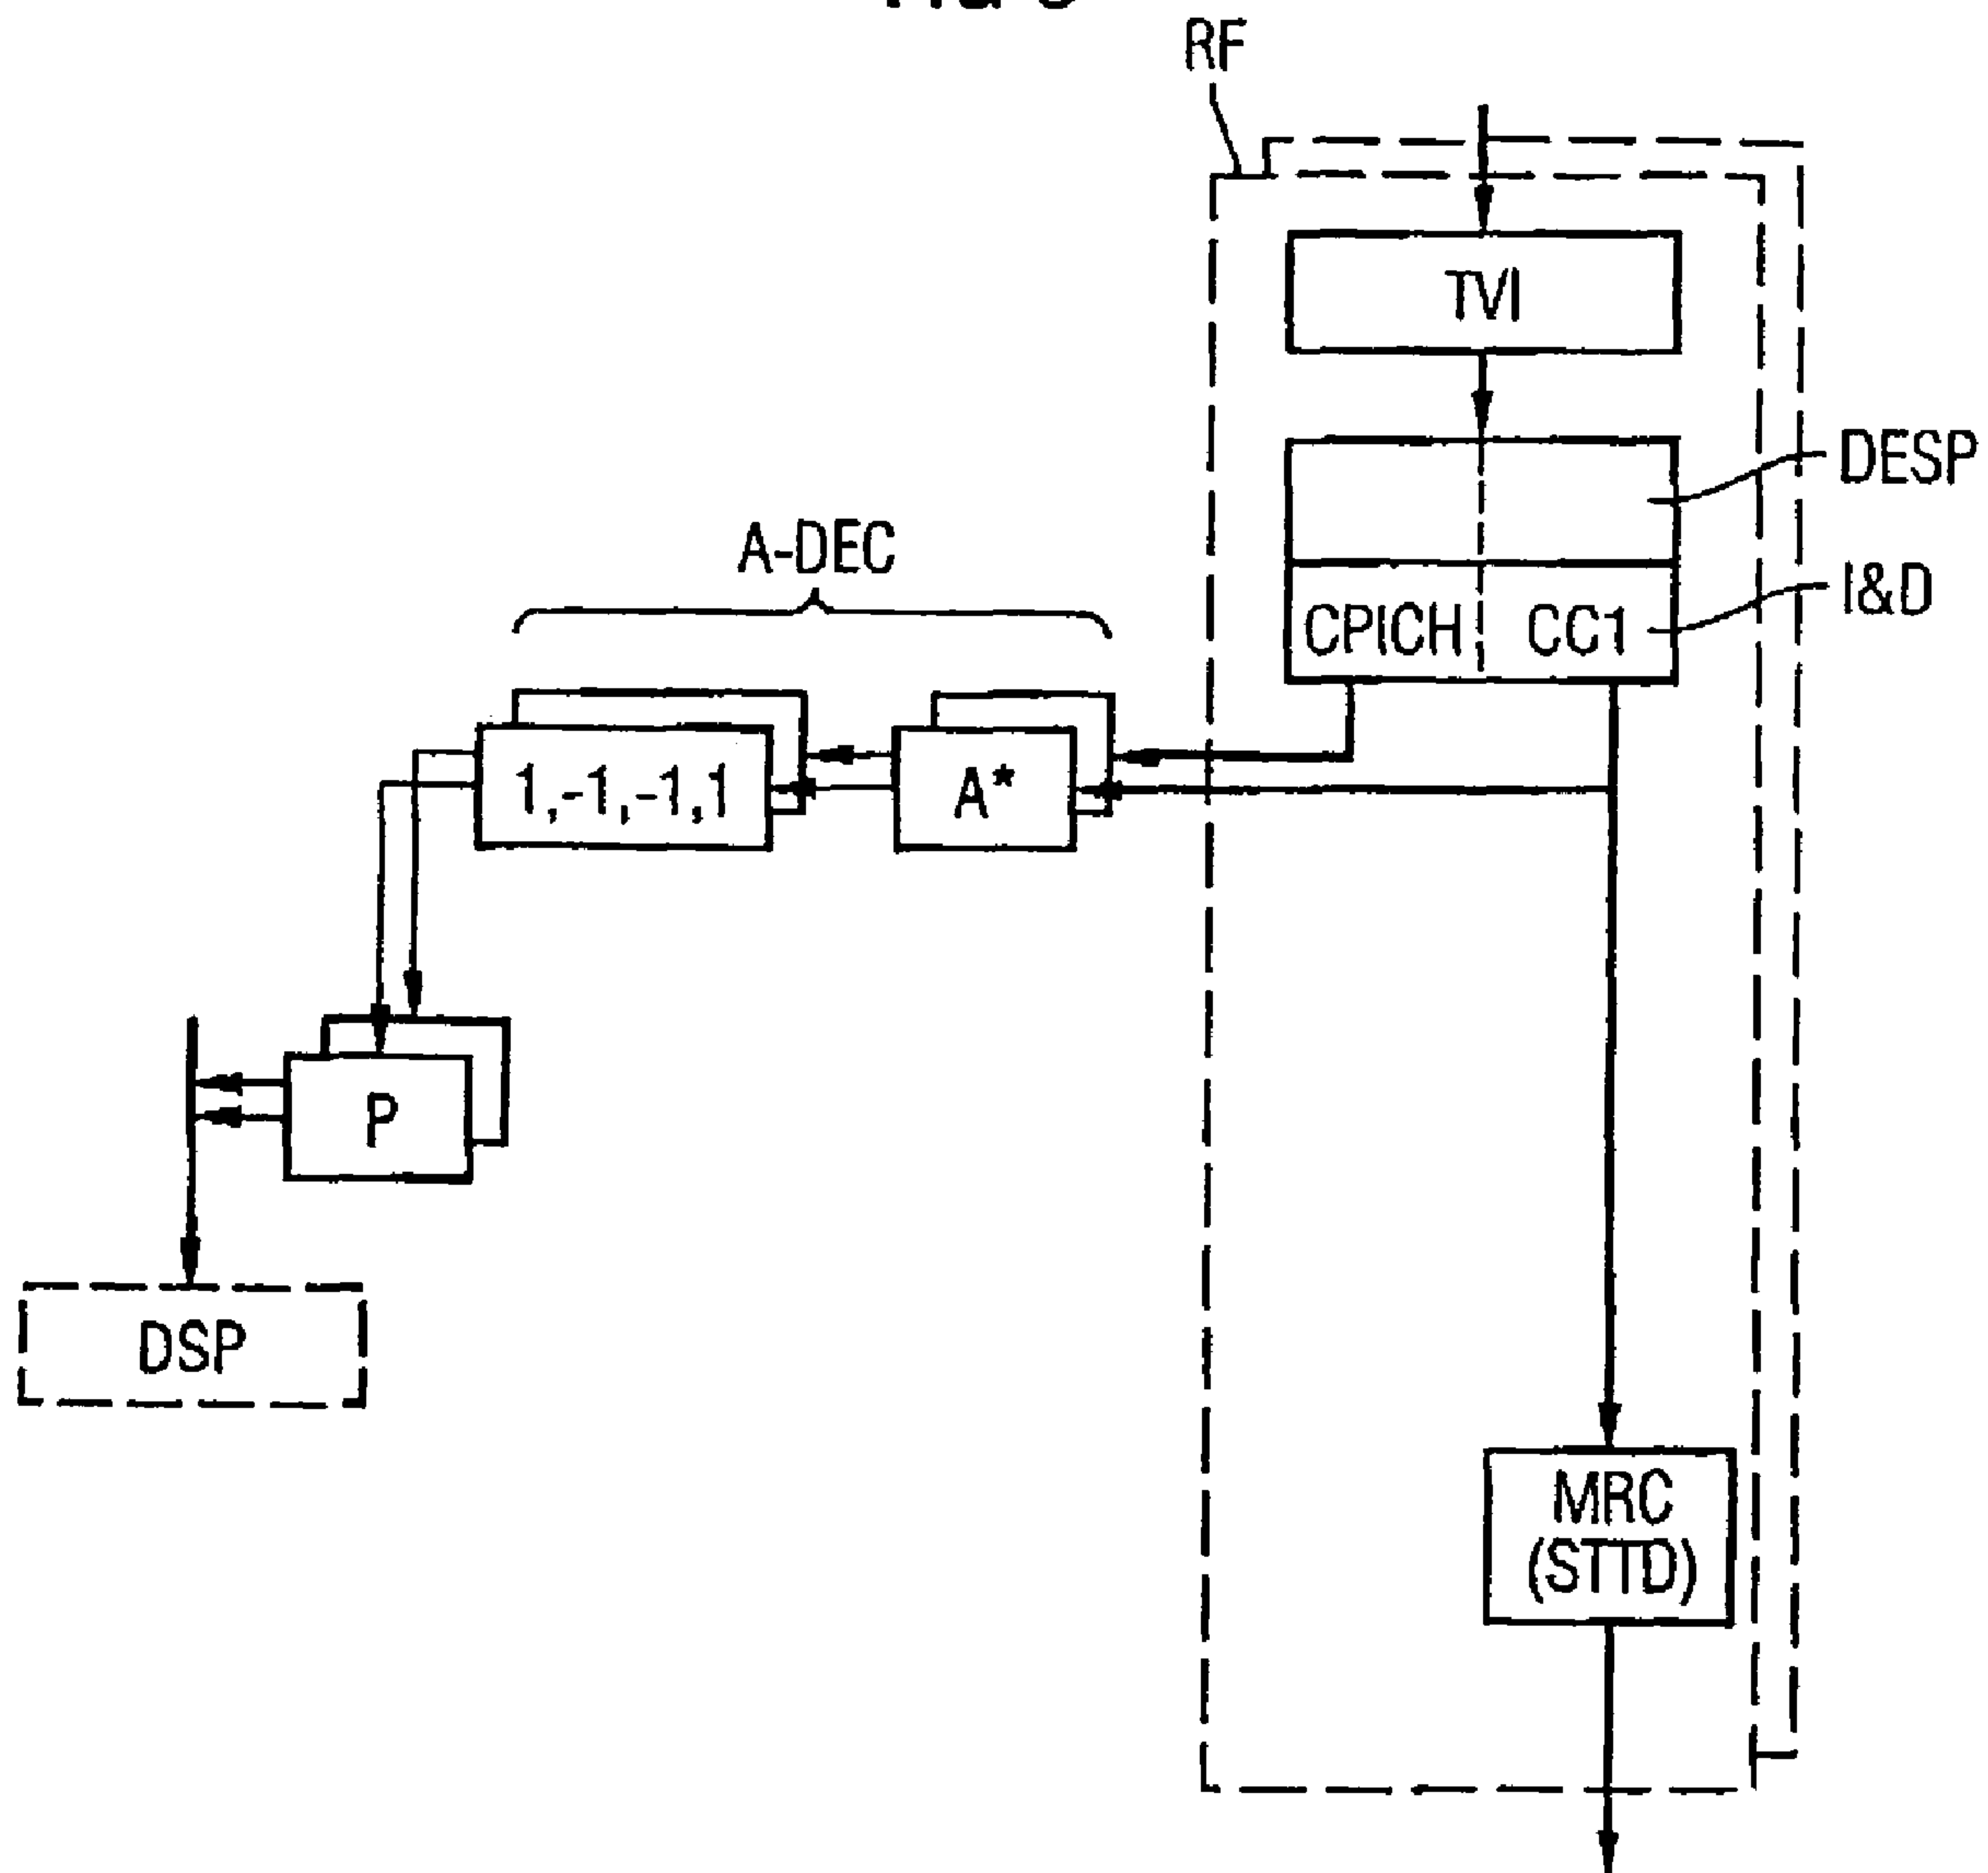 RF
TVI
DESP
A-DEC
I&D
CPICH CC1
1,-1,-1,1
A*
P
DSP
MRC
(STTD)